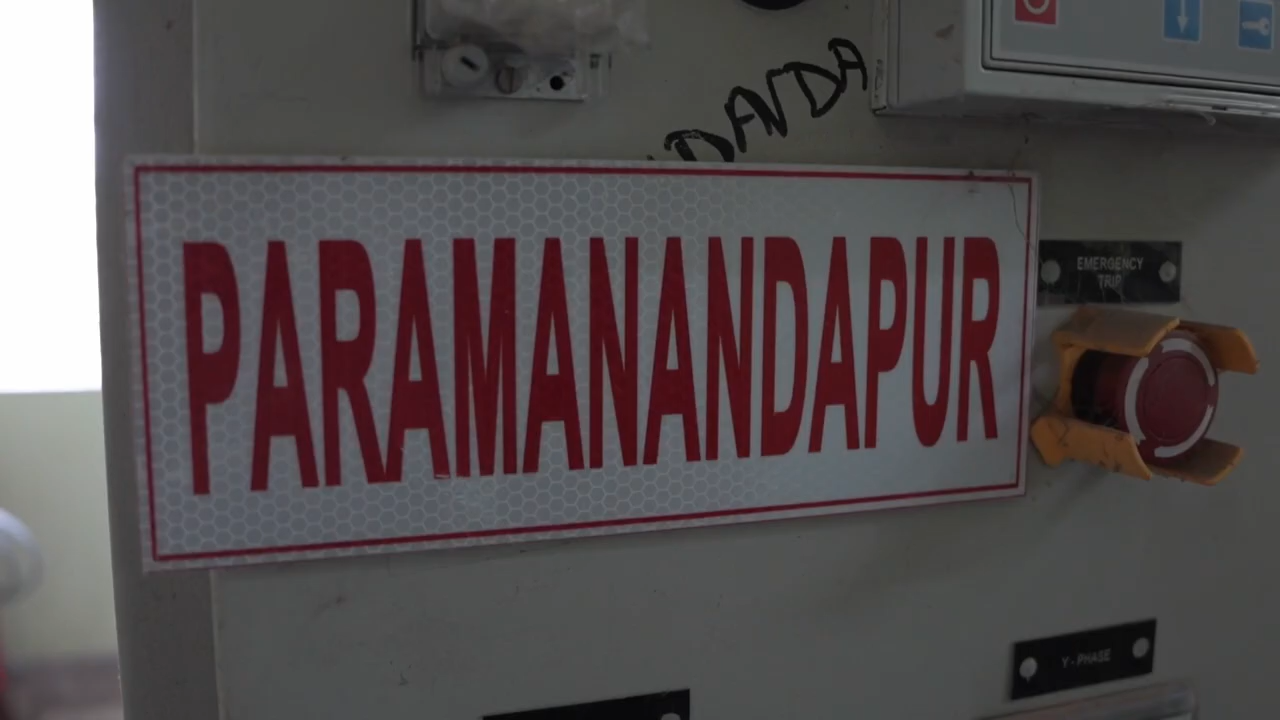 DANDA
PARAMANANDAPUR
EMERGENCY
TRIP
Y - PHASE